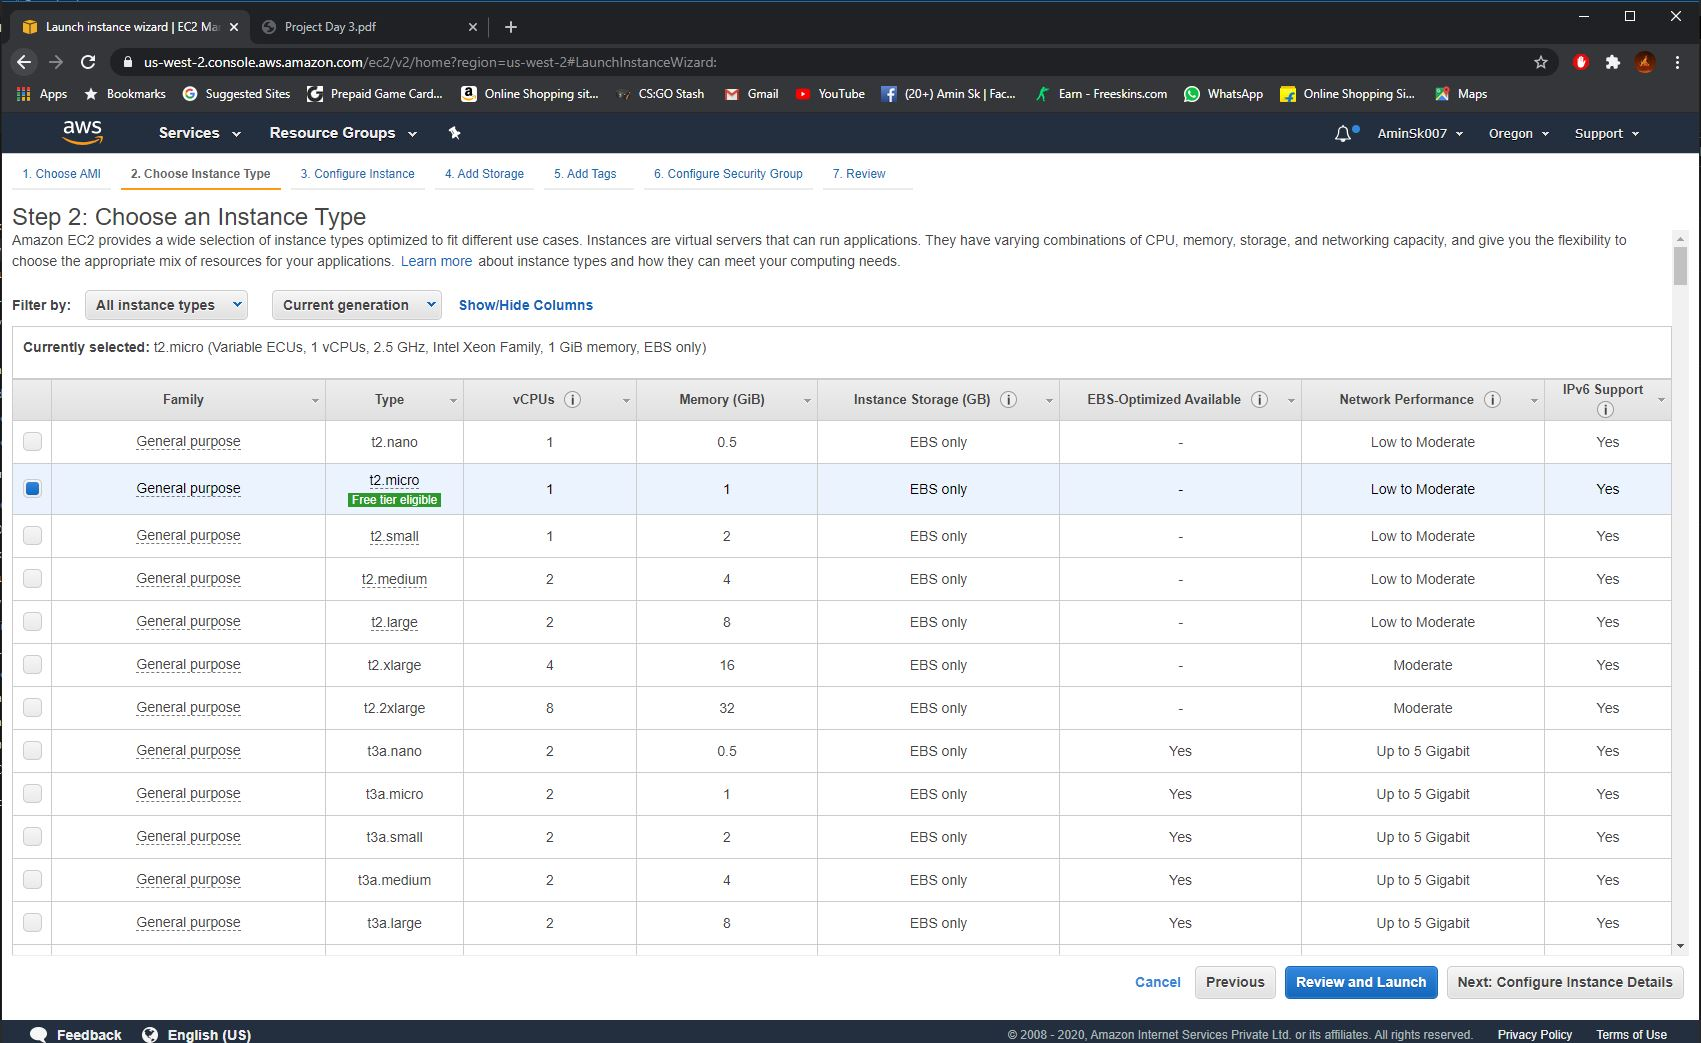 Launch instance wizard | EC2 Ma
Project Day 3.pdf
us-west-2.console.aws.amazon.com/ec2/v2/home?region=us-west-2#LaunchInstanceWizard:
Apps Bookmarks Suggested Sites Prepaid Game Card... Online Shopping sit... CS:GO Stash Gmail YouTube (20+) Amin Sk | Fac... Earn - Freeskins.com WhatsApp Online Shopping Si... Maps
aws Services Resource Groups AminSk007 Oregon Support
1. Choose AMI 2. Choose Instance Type 3. Configure Instance 4. Add Storage 5. Add Tags 6. Configure Security Group 7. Review
Step 2: Choose an Instance Type
Amazon EC2 provides a wide selection of instance types optimized to fit different use cases. Instances are virtual servers that can run applications. They have varying combinations of CPU, memory, storage, and networking capacity, and give you the flexibility to
choose the appropriate mix of resources for your applications. Learn more about instance types and how they can meet your computing needs.
Filter by: All instance types Current generation Show/Hide Columns
Currently selected: t2.micro (Variable ECUs, 1 vCPUs, 2.5 GHz, Intel Xeon Family, 1 GiB memory, EBS only)
Family Type vCPUs Memory (GiB) Instance Storage (GB) EBS-Optimized Available Network Performance IPv6 Support
General purpose t2.nano 1 0.5 EBS only - Low to Moderate Yes
General purpose t2.micro Free tier eligible 1 1 EBS only - Low to Moderate Yes
General purpose t2.small 1 2 EBS only - Low to Moderate Yes
General purpose t2.medium 2 4 EBS only - Low to Moderate Yes
General purpose t2.large 2 8 EBS only - Low to Moderate Yes
General purpose t2.xlarge 4 16 EBS only - Moderate Yes
General purpose t2.2xlarge 8 32 EBS only - Moderate Yes
General purpose t3a.nano 2 0.5 EBS only Yes Up to 5 Gigabit Yes
General purpose t3a.micro 2 1 EBS only Yes Up to 5 Gigabit Yes
General purpose t3a.small 2 2 EBS only Yes Up to 5 Gigabit Yes
General purpose t3a.medium 2 4 EBS only Yes Up to 5 Gigabit Yes
General purpose t3a.large 2 8 EBS only Yes Up to 5 Gigabit Yes
Cancel Previous Review and Launch Next: Configure Instance Details
Feedback English (US) © 2008 - 2020, Amazon Internet Services Private Ltd. or its affiliates. All rights reserved. Privacy Policy Terms of Use